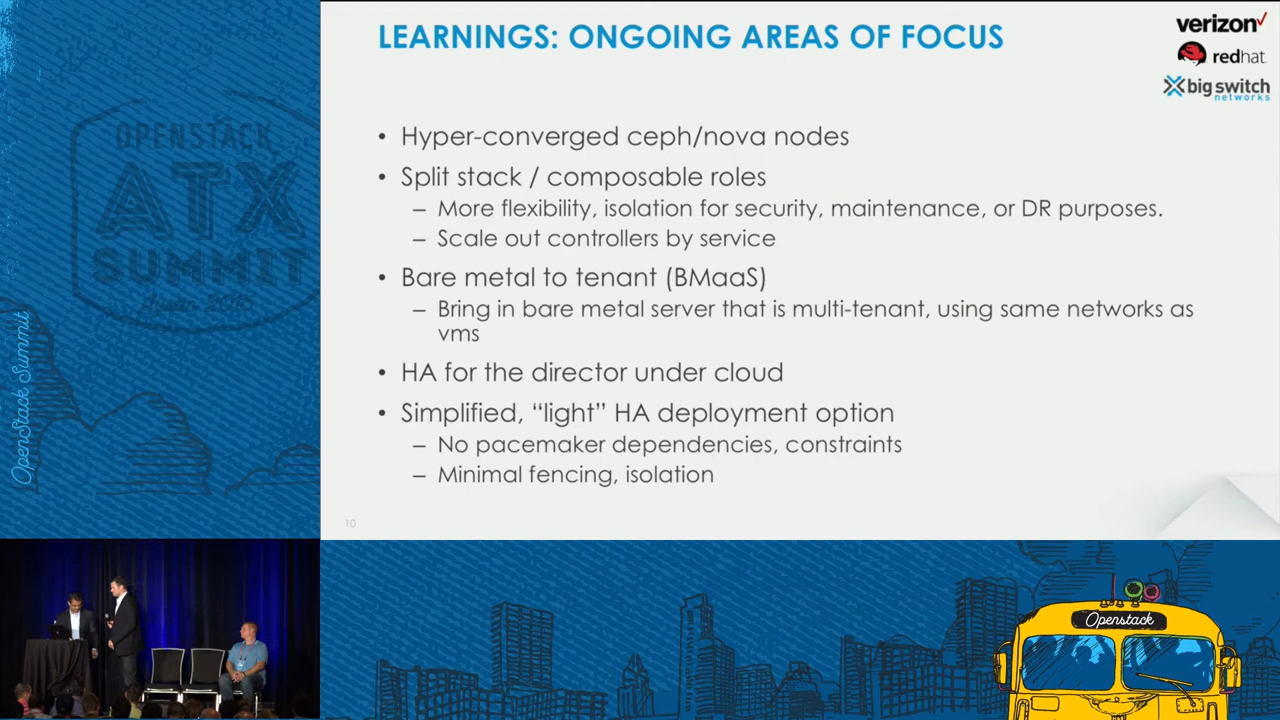 LEARNINGS: ONGOING AREAS OF FOCUS
verizon
redhat
big switch
networks
• Hyper-converged ceph/nova nodes
• Split stack / composable roles
– More flexibility, isolation for security, maintenance, or DR purposes.
– Scale out controllers by service
• Bare metal to tenant (BMaaS)
– Bring in bare metal server that is multi-tenant, using same networks as
vms
• HA for the director under cloud
• Simplified, “light” HA deployment option
– No pacemaker dependencies, constraints
– Minimal fencing, isolation
10
OPENSTACK
ATX
SUMMIT
Austin 2016
OpenStack Summit
Openstack